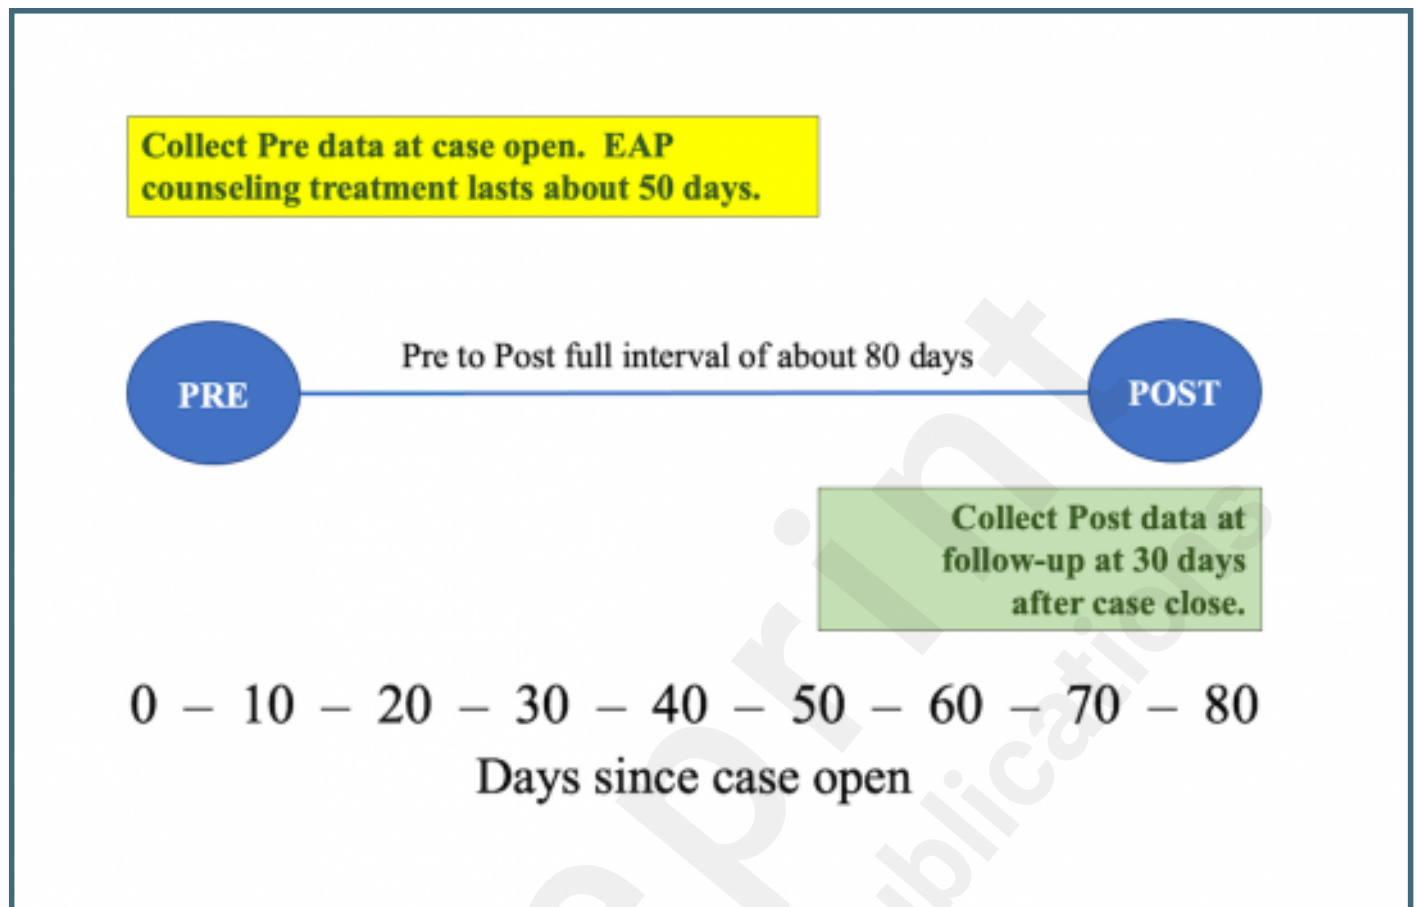 Collect Pre data at case open. EAP
counseling treatment lasts about 50 days.
Pre to Post full interval of about 80 days
PRE
POST
Collect Post data at
follow-up at 30 days
after case close.
0 – 10 – 20 – 30 – 40 – 50 – 60 – 70 – 80
Days since case open